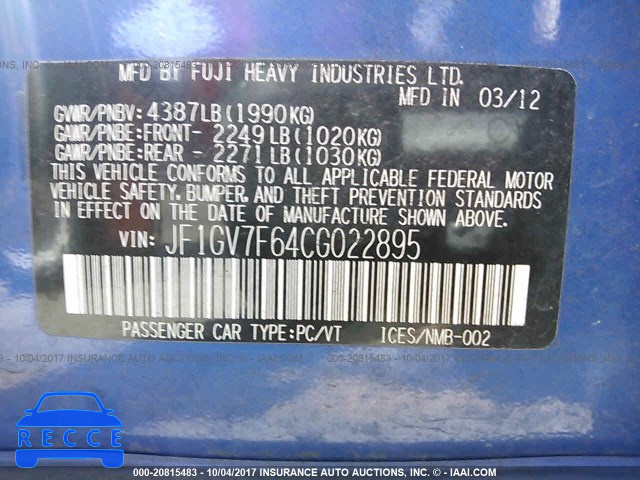 MFD BY FUJI HEAVY INDUSTRIES LTD.
MFD IN 03/12
GVWR/PNBV: 4387LB(1990KG)
GAWR/PNBE:FRONT- 2249LB(1020KG)
GAWR/PNBE:REAR - 2271LB(1030KG)
THIS VEHICLE CONFORMS TO ALL APPLICABLE FEDERAL MOTOR
VEHICLE SAFETY, BUMPER, AND THEFT PREVENTION STANDARDS
IN EFFECT ON THE DATE OF MANUFACTURE SHOWN ABOVE.
VIN: JF1GV7F64CG022895
PASSENGER CAR TYPE:PC/VT ICES/NMB-002
RECCE
000-20815483 - 10/04/2017 INSURANCE AUTO AUCTIONS, INC. - IAAI.COM